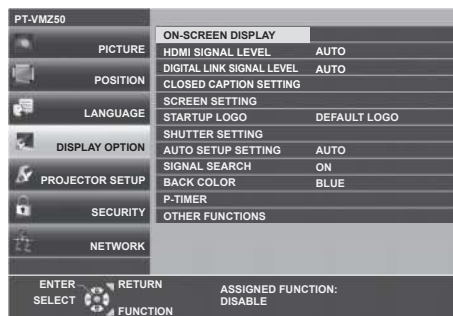 PT-VMZ50
PICTURE
POSITION
LANGUAGE
DISPLAY OPTION
PROJECTOR SETUP
SECURITY
NETWORK
ON-SCREEN DISPLAY
HDMI SIGNAL LEVEL AUTO
DIGITAL LINK SIGNAL LEVEL AUTO
CLOSED CAPTION SETTING
SCREEN SETTING
STARTUP LOGO DEFAULT LOGO
SHUTTER SETTING
AUTO SETUP SETTING AUTO
SIGNAL SEARCH ON
BACK COLOR BLUE
P-TIMER
OTHER FUNCTIONS
ENTER RETURN
SELECT
FUNCTION
ASSIGNED FUNCTION:
DISABLE